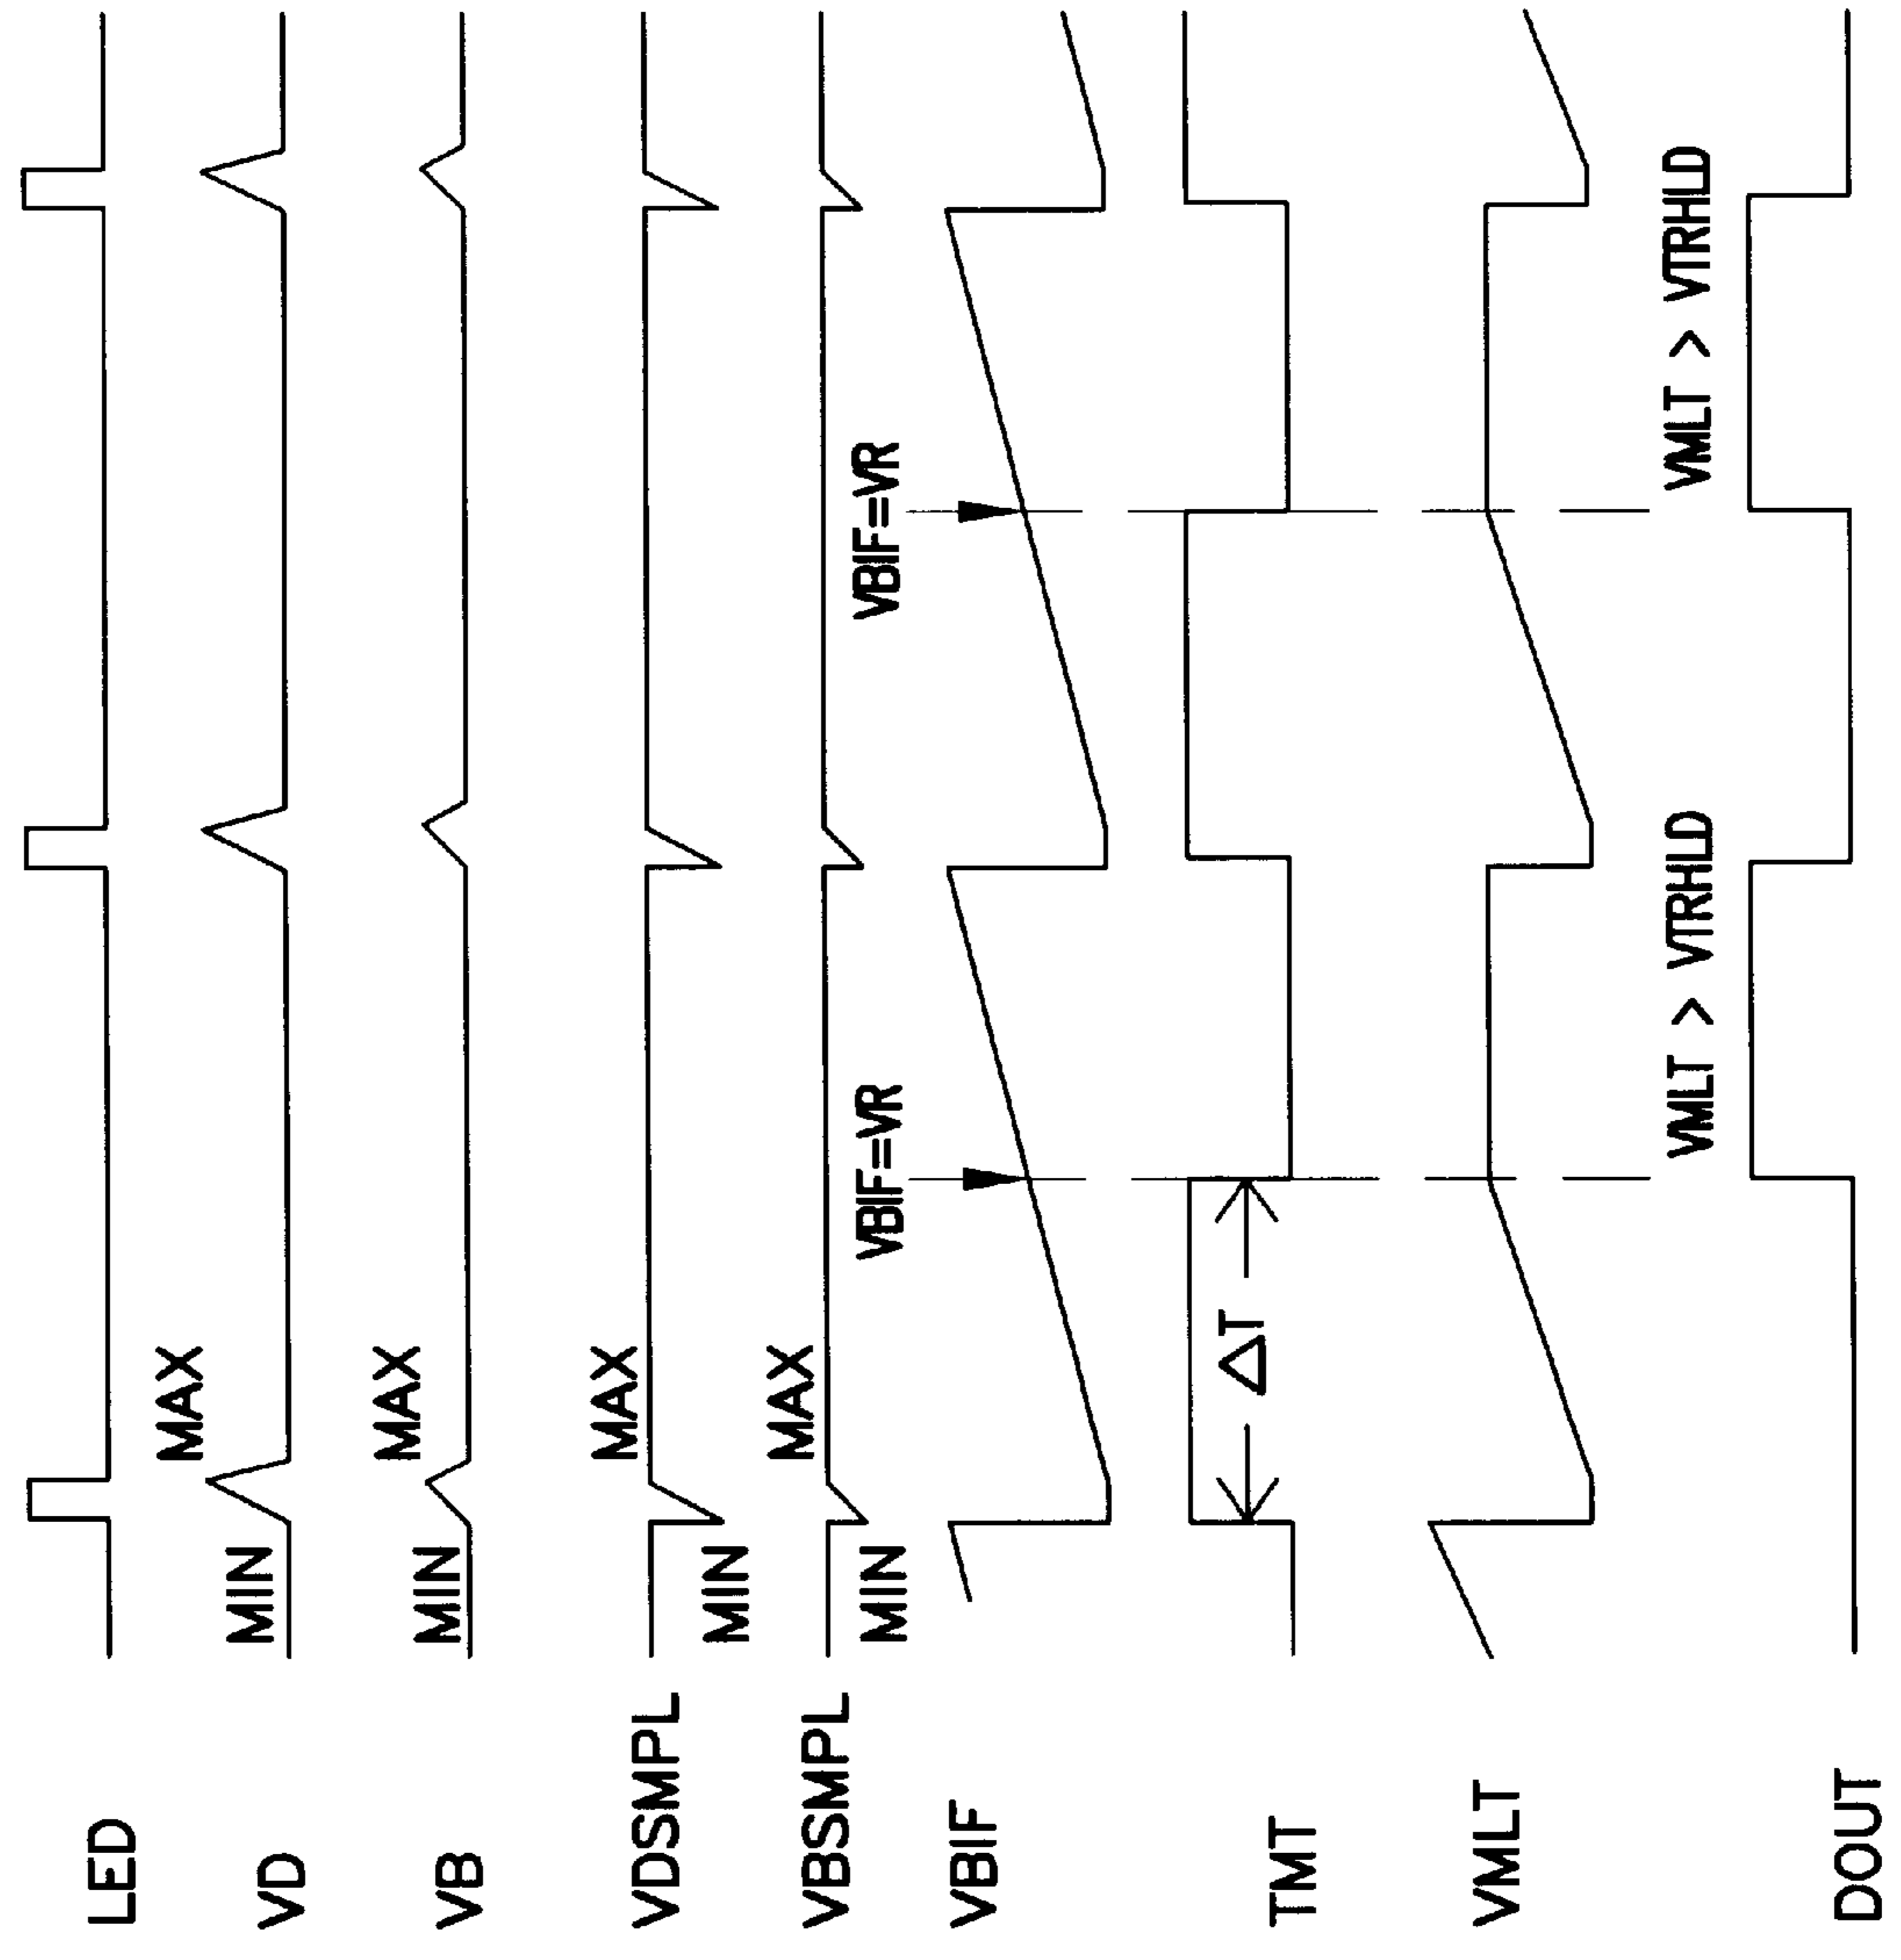 LED
MAX
VD
MIN
MAX
VB
MIN
MAX
VDSMPL
MIN
MAX
VBSMPL
MIN
VBIF=VR
VBIF=VR
VBIF
ΔT
TMT
VMLT
VMLT > VTRHLD
VMLT > VTRHLD
DOUT